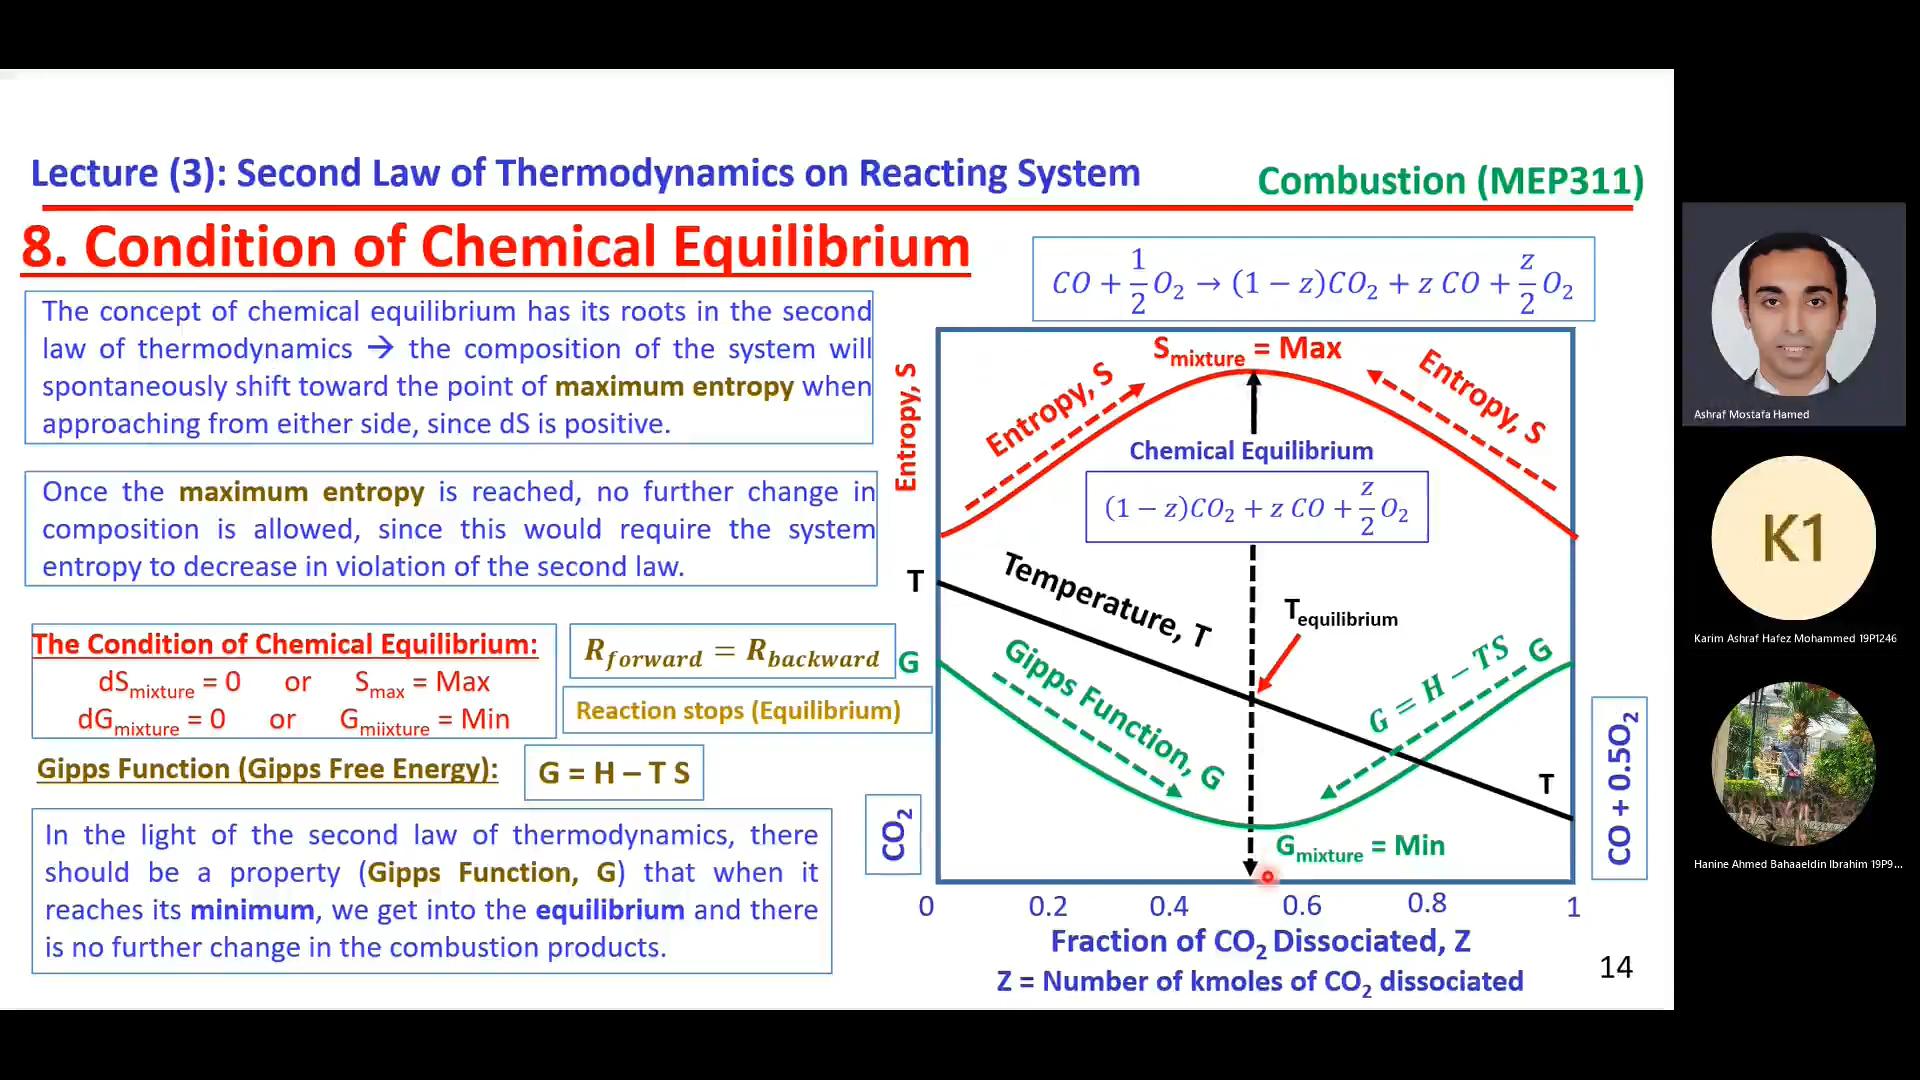 Lecture (3): Second Law of Thermodynamics on Reacting System
Combustion (MEP311)
8. Condition of Chemical Equilibrium
The concept of chemical equilibrium has its roots in the second
law of thermodynamics → the composition of the system will
spontaneously shift toward the point of maximum entropy when
approaching from either side, since dS is positive.
Once the maximum entropy is reached, no further change in
composition is allowed, since this would require the system
entropy to decrease in violation of the second law.
The Condition of Chemical Equilibrium:
dSmixture = 0 or Smax = Max
dGmixture = 0 or Gmiixture = Min
Rforward = Rbackward
Reaction stops (Equilibrium)
Gipps Function (Gipps Free Energy):
G = H – T S
In the light of the second law of thermodynamics, there
should be a property (Gipps Function, G) that when it
reaches its minimum, we get into the equilibrium and there
is no further change in the combustion products.
CO + 1/2 O2 → (1 − z)CO2 + z CO + z/2 O2
Smixture = Max
Entropy, S
Entropy, S
Entropy, S
Chemical Equilibrium
(1 − z)CO2 + z CO + z/2 O2
T
Temperature, T
Tequilibrium
G
Gipps Function, G
G = H − TS
G
T
Gmixture = Min
CO2
CO + 0.5O2
0 0.2 0.4 0.6 0.8 1
Fraction of CO2 Dissociated, Z
Z = Number of kmoles of CO2 dissociated
14
Ashraf Mostafa Hamed
K1
Karim Ashraf Hafez Mohammed 19P1246
Hanine Ahmed Bahaaeldin Ibrahim 19P9...